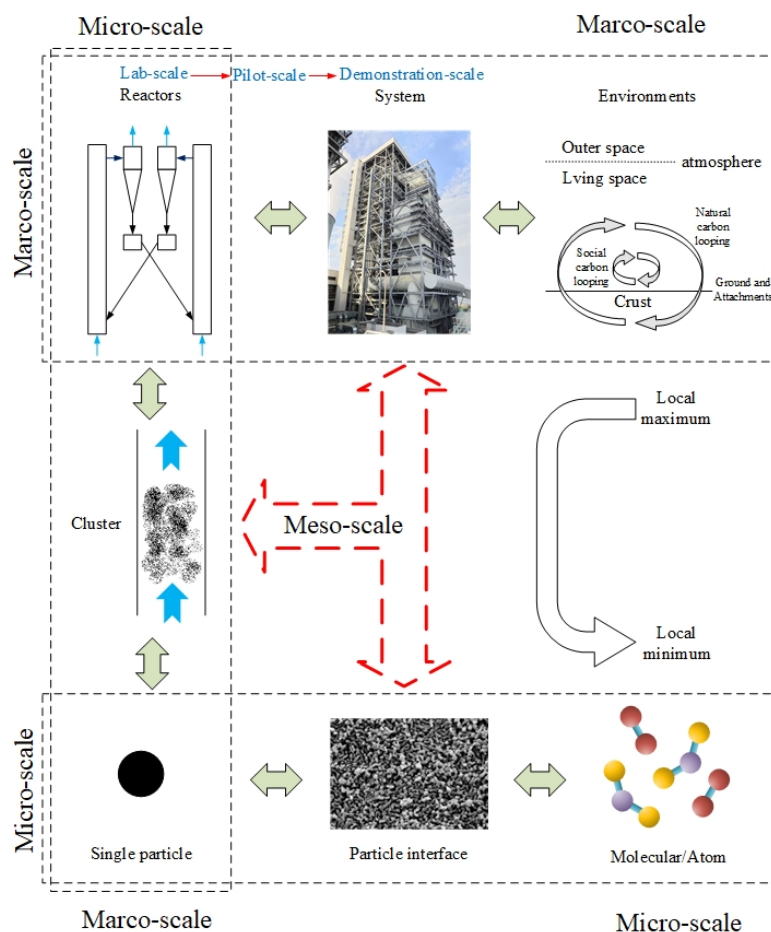 Micro-scale
Marco-scale
Lab-scale
Pilot-scale
Demonstration-scale
Reactors
System
Environments
Outer space
atmosphere
Lving space
Marco-scale
Natural
carbon
looping
Social
carbon
looping
Crust
Ground and
Attachments
Local
maximum
Cluster
Meso-scale
Local
minimum
Micro-scale
Single particle
Particle interface
Molecular/Atom
Marco-scale
Micro-scale